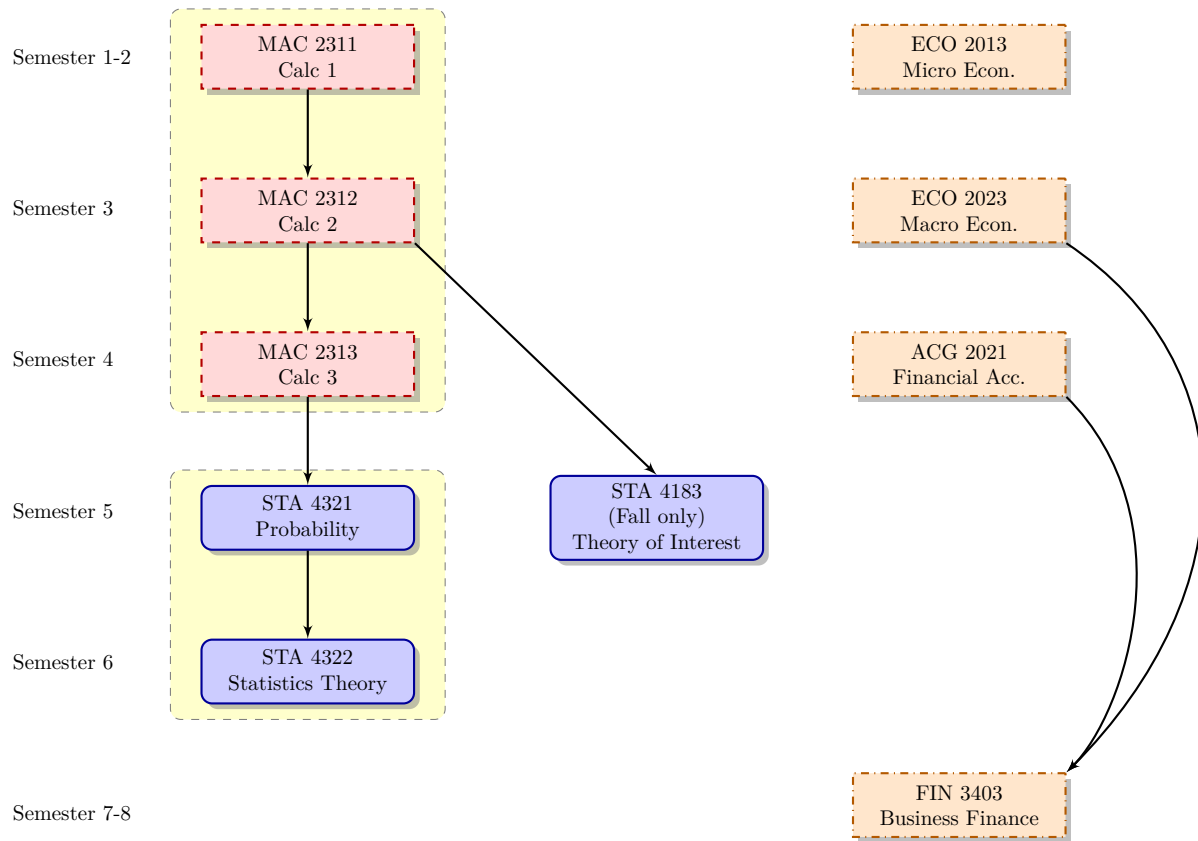 Semester 1-2
MAC 2311
Calc 1
ECO 2013
Micro Econ.
Semester 3
MAC 2312
Calc 2
ECO 2023
Macro Econ.
Semester 4
MAC 2313
Calc 3
ACG 2021
Financial Acc.
Semester 5
STA 4321
Probability
STA 4183
(Fall only)
Theory of Interest
Semester 6
STA 4322
Statistics Theory
Semester 7-8
FIN 3403
Business Finance